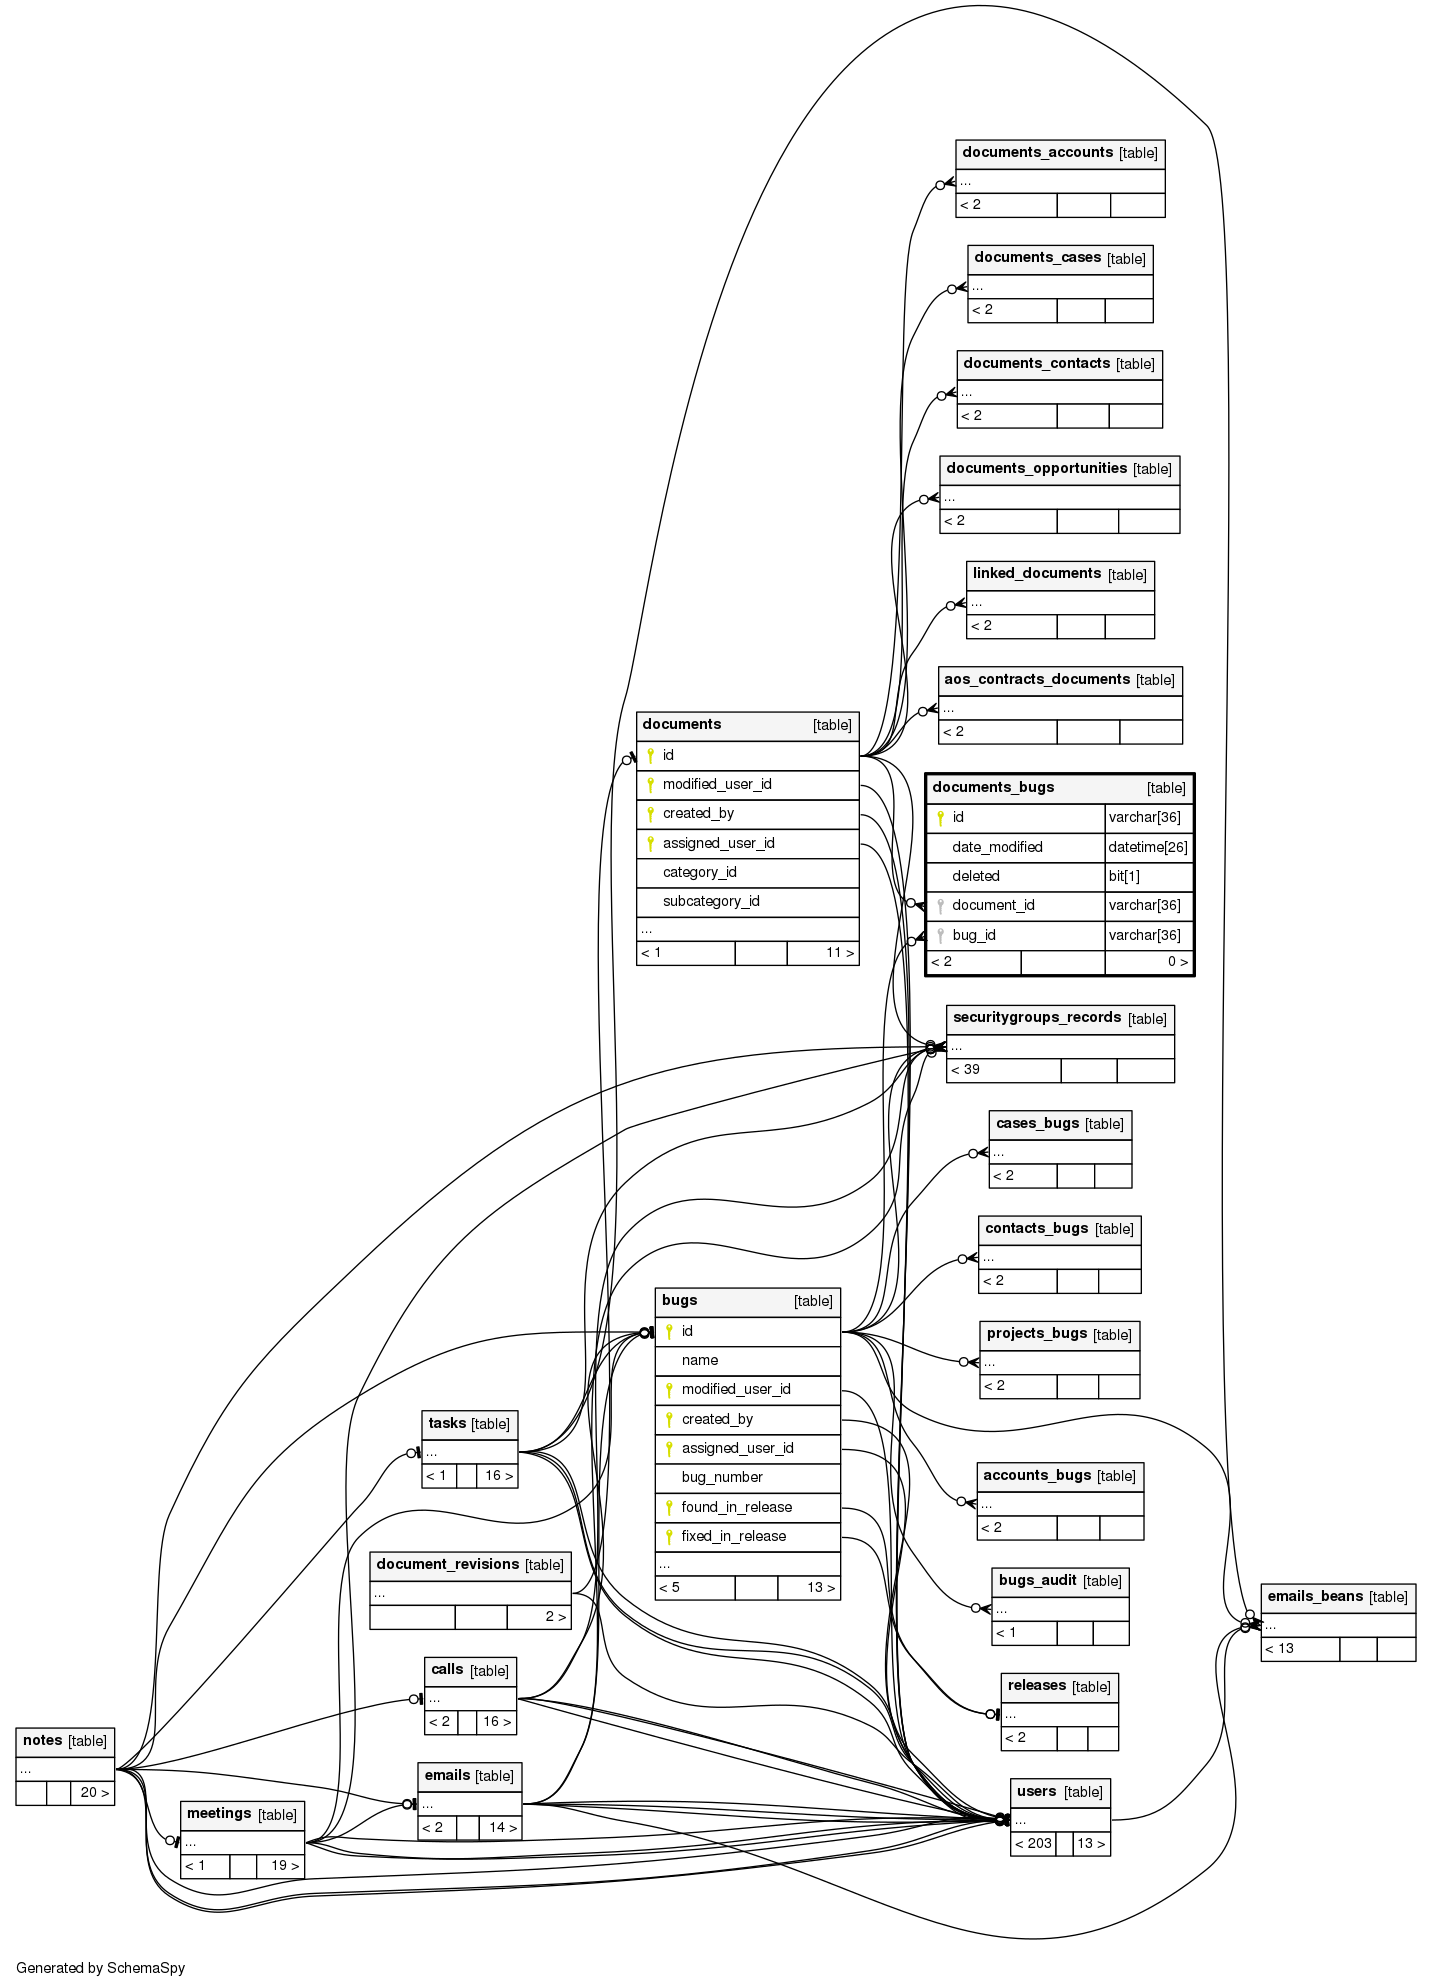 documents_accounts [table]
...
< 2
documents_cases [table]
...
< 2
documents_contacts [table]
...
< 2
documents_opportunities [table]
...
< 2
linked_documents [table]
...
< 2
aos_contracts_documents [table]
...
< 2
documents [table]
id
modified_user_id
created_by
assigned_user_id
category_id
subcategory_id
...
< 1 11 >
documents_bugs [table]
id varchar[36]
date_modified datetime[26]
deleted bit[1]
document_id varchar[36]
bug_id varchar[36]
< 2 0 >
securitygroups_records [table]
...
< 39
cases_bugs [table]
...
< 2
contacts_bugs [table]
...
< 2
projects_bugs [table]
...
< 2
bugs [table]
id
name
modified_user_id
created_by
assigned_user_id
bug_number
found_in_release
fixed_in_release
...
< 5 13 >
tasks [table]
...
< 1 16 >
accounts_bugs [table]
...
< 2
document_revisions [table]
...
2 >
bugs_audit [table]
...
< 1
emails_beans [table]
...
< 13
calls [table]
...
< 2 16 >
releases [table]
...
< 2
notes [table]
...
20 >
emails [table]
...
< 2 14 >
users [table]
...
< 203 13 >
meetings [table]
...
< 1 19 >
Generated by SchemaSpy